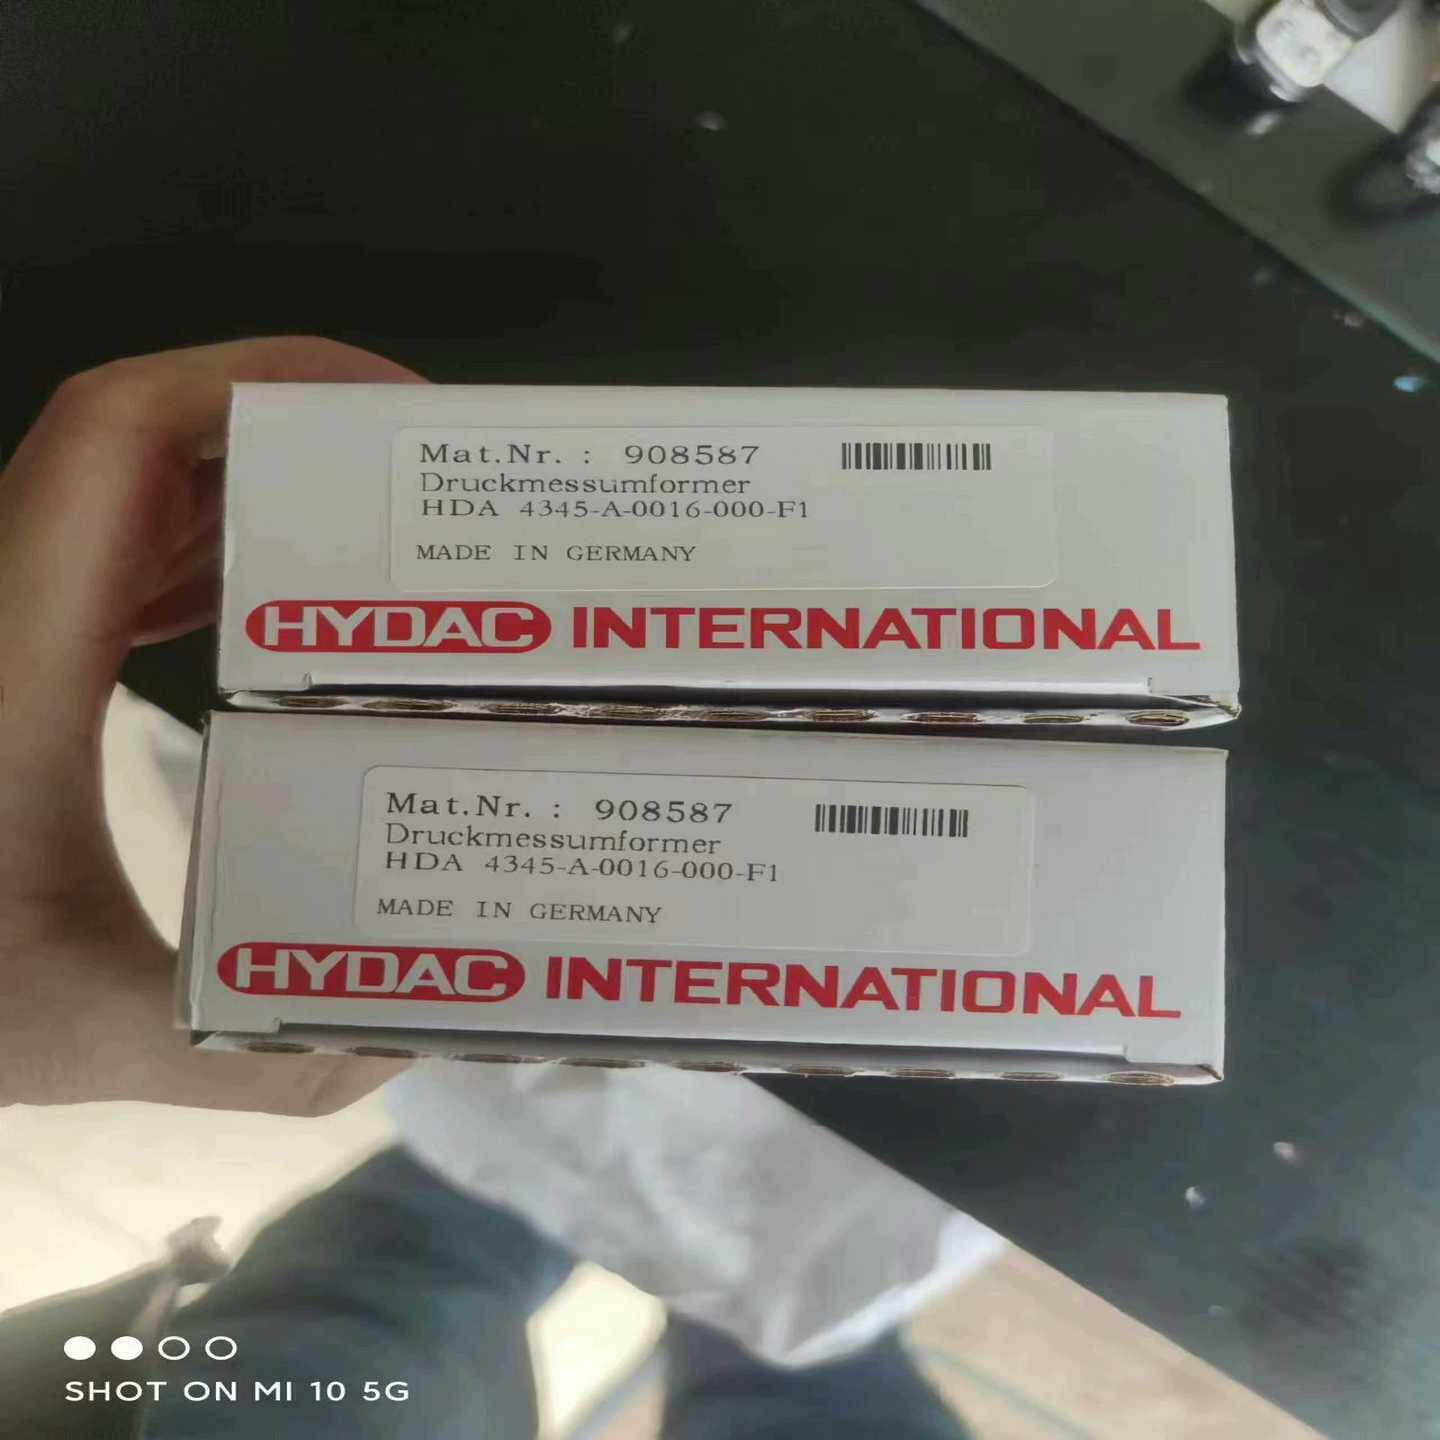 Mat.Nr. : 908587
Druckmessumformer
HDA 4345-A-0016-000-F1
MADE IN GERMANY
HYDAC INTERNATIONAL
Mat.Nr. : 908587
Druckmessumformer
HDA 4345-A-0016-000-F1
MADE IN GERMANY
HYDAC INTERNATIONAL
SHOT ON MI 10 5G